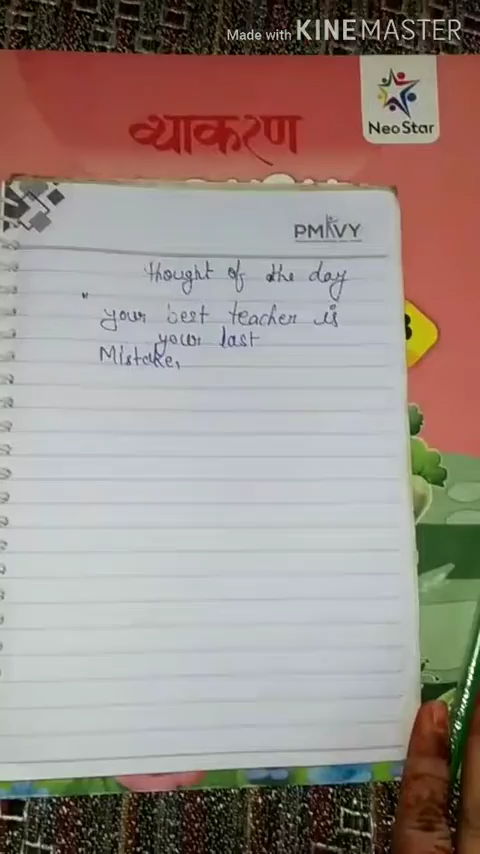 Made with KINEMASTER
व्याकरण
NeoStar
PMKVY
thought of the day
" your best teacher is
your last
Mistake,